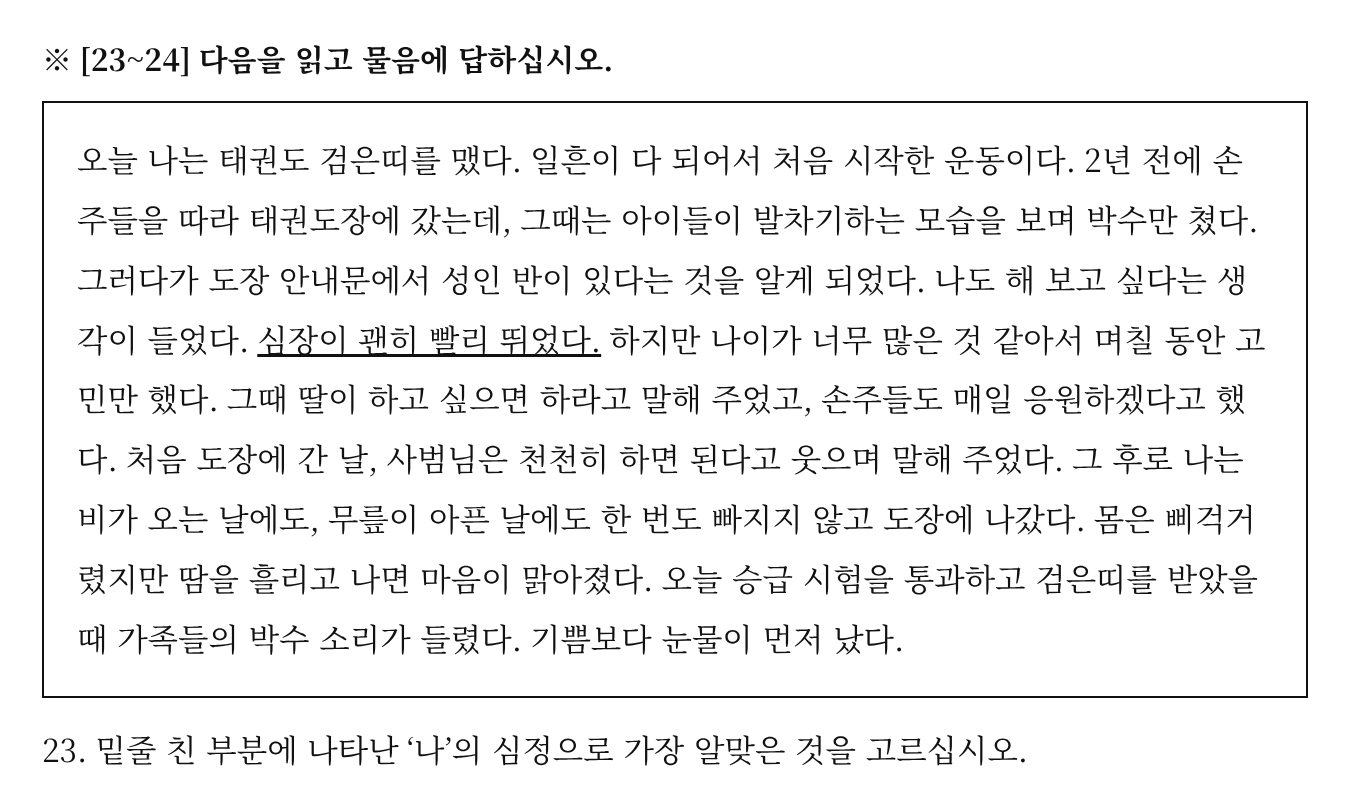 ※ [23~24] 다음을 읽고 물음에 답하십시오.
오늘 나는 태권도 검은띠를 맸다. 일흔이 다 되어서 처음 시작한 운동이다. 2년 전에 손
주들을 따라 태권도장에 갔는데, 그때는 아이들이 발차기하는 모습을 보며 박수만 쳤다.
그러다가 도장 안내문에서 성인 반이 있다는 것을 알게 되었다. 나도 해 보고 싶다는 생
각이 들었다. 심장이 괜히 빨리 뛰었다. 하지만 나이가 너무 많은 것 같아서 며칠 동안 고
민만 했다. 그때 딸이 하고 싶으면 하라고 말해 주었고, 손주들도 매일 응원하겠다고 했
다. 처음 도장에 간 날, 사범님은 천천히 하면 된다고 웃으며 말해 주었다. 그 후로 나는
비가 오는 날에도, 무릎이 아픈 날에도 한 번도 빠지지 않고 도장에 나갔다. 몸은 삐걱거
렸지만 땀을 흘리고 나면 마음이 맑아졌다. 오늘 승급 시험을 통과하고 검은띠를 받았을
때 가족들의 박수 소리가 들렸다. 기쁨보다 눈물이 먼저 났다.
23. 밑줄 친 부분에 나타난 ‘나’의 심정으로 가장 알맞은 것을 고르십시오.